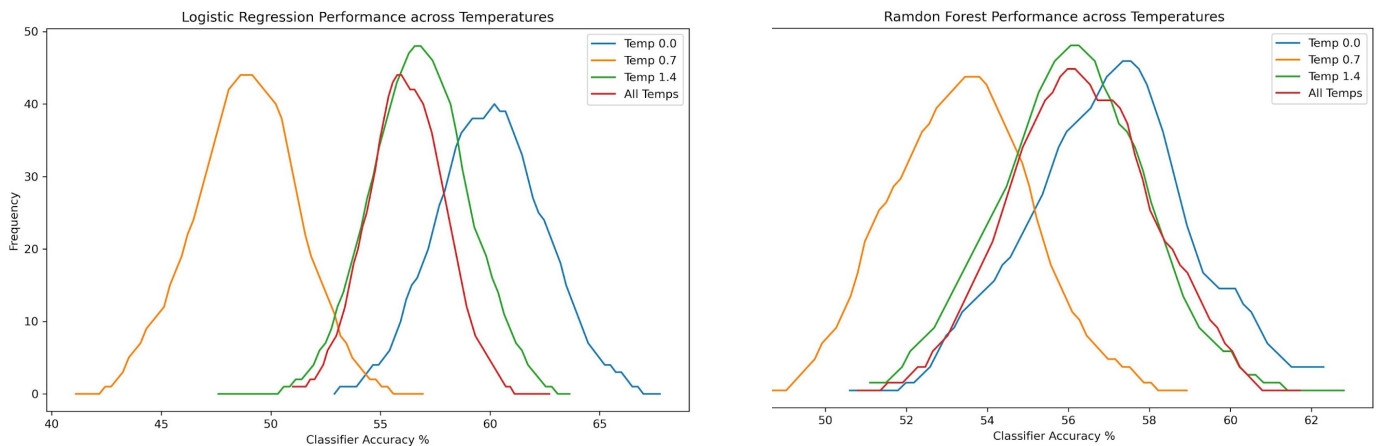 Logistic Regression Performance across Temperatures
50
40
30
20
10
0
Frequency
40 45 50 55 60 65
Classifier Accuracy %
Temp 0.0
Temp 0.7
Temp 1.4
All Temps
Ramdon Forest Performance across Temperatures
Temp 0.0
Temp 0.7
Temp 1.4
All Temps
50 52 54 56 58 60 62
Classifier Accuracy %